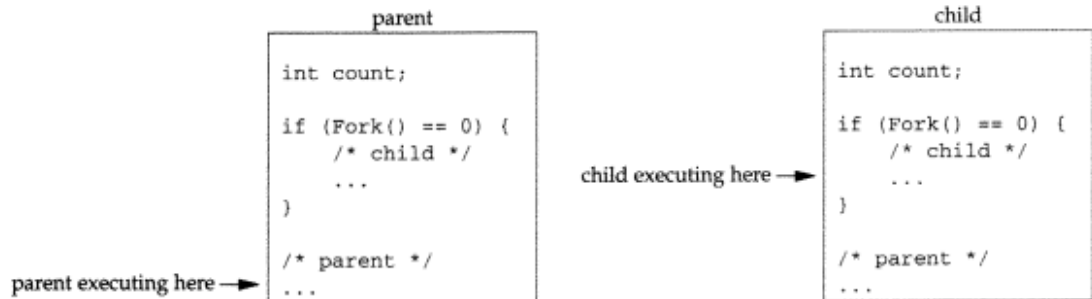 parent
int count;
if (Fork() == 0) {
/* child */
...
}
/* parent */
parent executing here
...
child
int count;
if (Fork() == 0) {
/* child */
child executing here
...
}
/* parent */
...